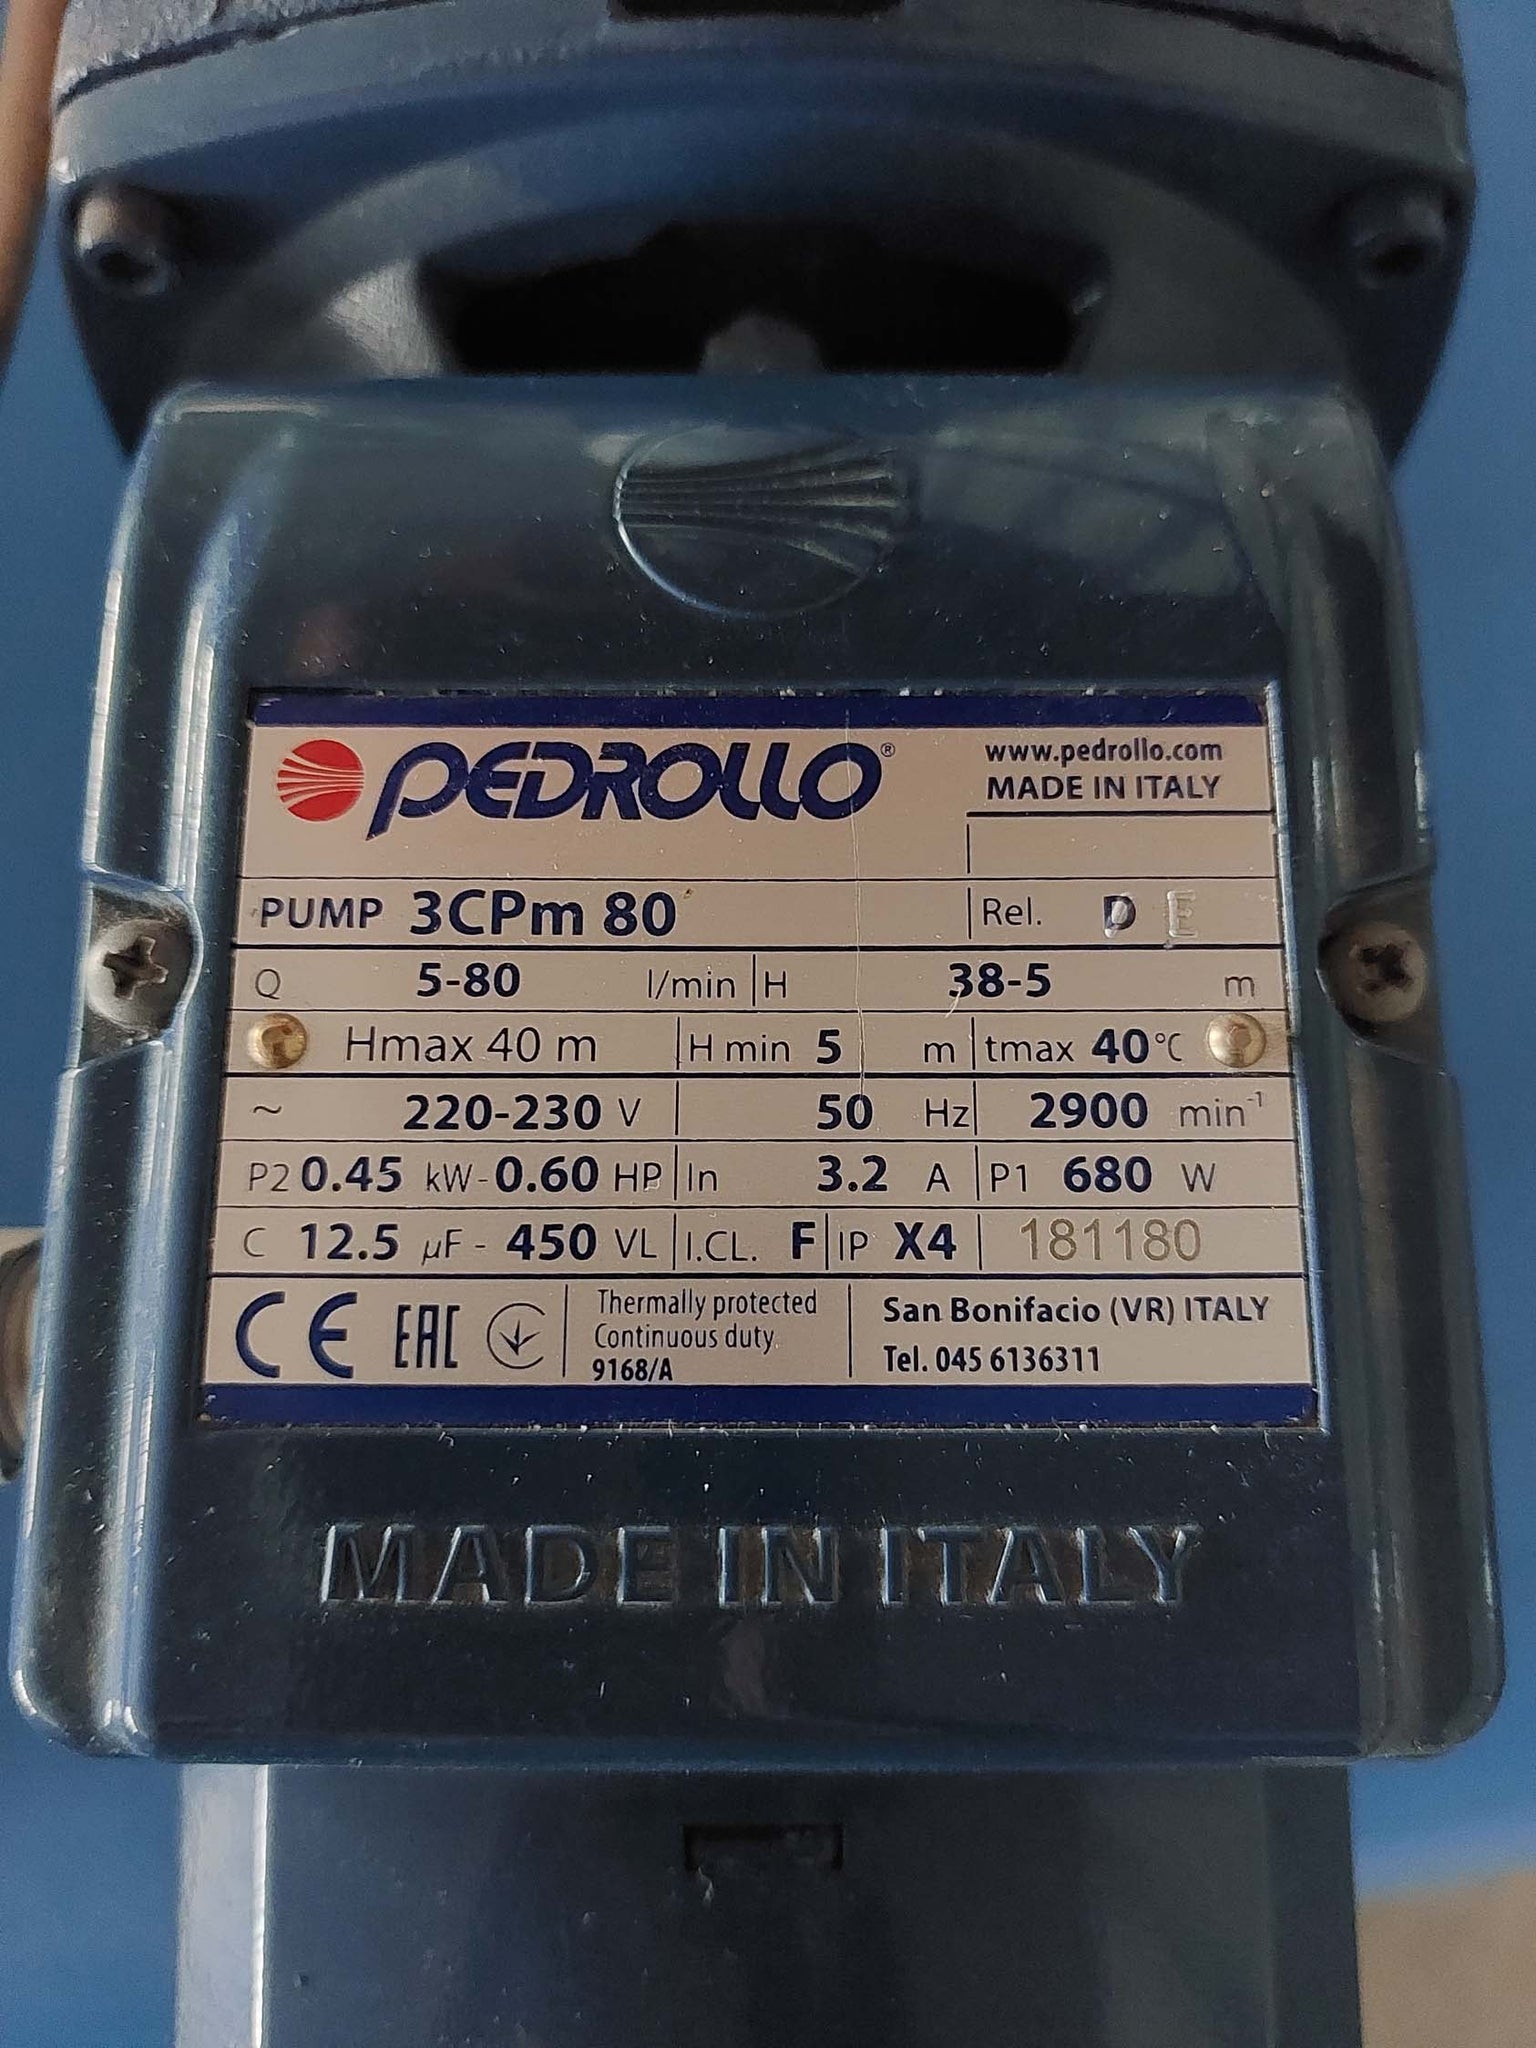 PEDROLLO®
www.pedrollo.com
MADE IN ITALY
PUMP 3CPm 80 Rel. D E
Q 5-80 l/min H 38-5 m
Hmax 40 m H min 5 m tmax 40 °C
~ 220-230 V 50 Hz 2900 min⁻¹
P2 0.45 kW - 0.60 HP In 3.2 A P1 680 W
C 12.5 µF - 450 VL I.CL. F IP X4 181180
CE EAC Thermally protected San Bonifacio (VR) ITALY
Continuous duty
9168/A Tel. 045 6136311
MADE IN ITALY